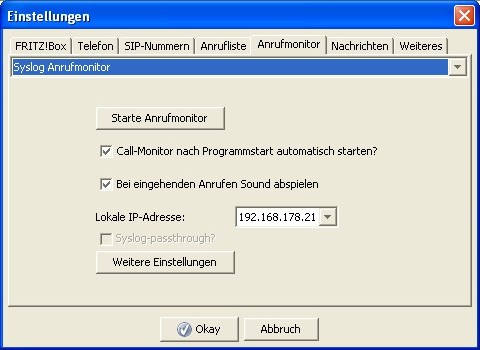 Einstellungen
FRITZ!Box Telefon SIP-Nummern Anrufliste Anrufmonitor Nachrichten Weiteres
Syslog Anrufmonitor
Starte Anrufmonitor
Call-Monitor nach Programmstart automatisch starten?
Bei eingehenden Anrufen Sound abspielen
Lokale IP-Adresse: 192.168.178.21
Syslog-passthrough?
Weitere Einstellungen
Okay Abbruch